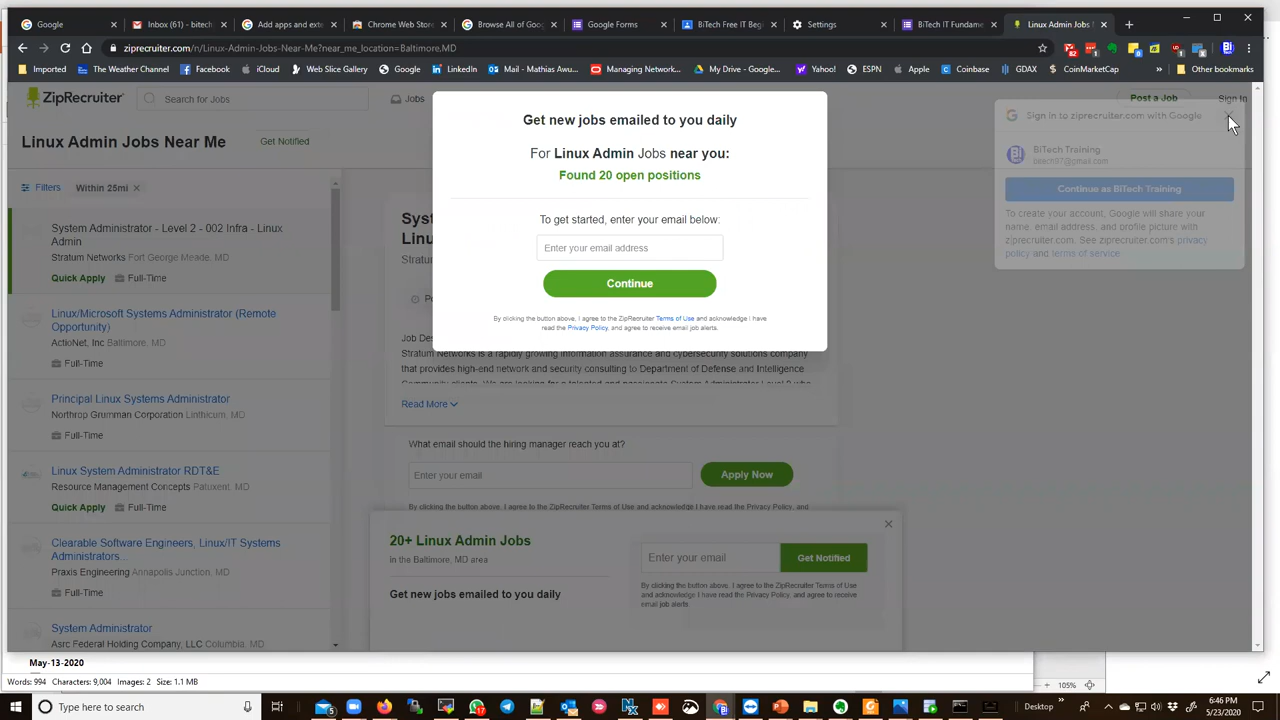 Google
Inbox (61) - bitech
Add apps and exte
Chrome Web Store
Browse All of Goog
Google Forms
BiTech Free IT Beg
Settings
BiTech IT Fundame
Linux Admin Jobs
ziprecruiter.com/n/Linux-Admin-Jobs-Near-Me?near_me_location=Baltimore,MD
Imported
The Weather Channel
Facebook
iCloud
Web Slice Gallery
Google
LinkedIn
Mail - Mathias Awu...
Managing Network...
My Drive - Google...
Yahoo!
ESPN
Apple
Coinbase
GDAX
CoinMarketCap
»
Other bookmarks
ZipRecruiter
Search for Jobs
Jobs
Post a Job
Sign In
Linux Admin Jobs Near Me
Get Notified
Filters
Within 25mi
System Administrator - Level 2 - 002 Infra - Linux
Admin
Stratum Networks Fort George Meade, MD
Quick Apply
Full-Time
Linux/Microsoft Systems Administrator (Remote
Opportunity)
ActioNet, Inc Baltimore, MD
Full-Time
Principal Linux Systems Administrator
Northrop Grumman Corporation Linthicum, MD
Full-Time
Linux System Administrator RDT&E
Resource Management Concepts Patuxent, MD
Quick Apply
Full-Time
Clearable Software Engineers, Linux/IT Systems
Administrators...
Praxis Engineering Annapolis Junction, MD
Full-Time
System Administrator
Asrc Federal Holding Company, LLC Columbia, MD
Get new jobs emailed to you daily
For Linux Admin Jobs near you:
Found 20 open positions
To get started, enter your email below:
Enter your email address
Continue
By clicking the button above, I agree to the ZipRecruiter Terms of Use and acknowledge I have
read the Privacy Policy, and agree to receive email job alerts.
Job Des
Stratum Networks is a rapidly growing information assurance and cybersecurity solutions company
that provides high-end network and security consulting to Department of Defense and Intelligence
Read More
What email should the hiring manager reach you at?
Enter your email
Apply Now
By clicking the button above, I agree to the ZipRecruiter Terms of Use and acknowledge I have read the Privacy Policy, and
20+ Linux Admin Jobs
in the Baltimore, MD area
Get new jobs emailed to you daily
Enter your email
Get Notified
By clicking the button above, I agree to the ZipRecruiter Terms of Use
and acknowledge I have read the Privacy Policy, and agree to receive
email job alerts
Sign in to ziprecruiter.com with Google
BiTech Training
Continue as BiTech Training
To create your account, Google will share your
name, email address, and profile picture with
ziprecruiter.com. See ziprecruiter.com's privacy
policy and terms of service.
May-13-2020
Words: 994 Characters: 9,004 Images: 2 Size: 1.1 MB
105%
Type here to search
6:46 PM
5/23/2020